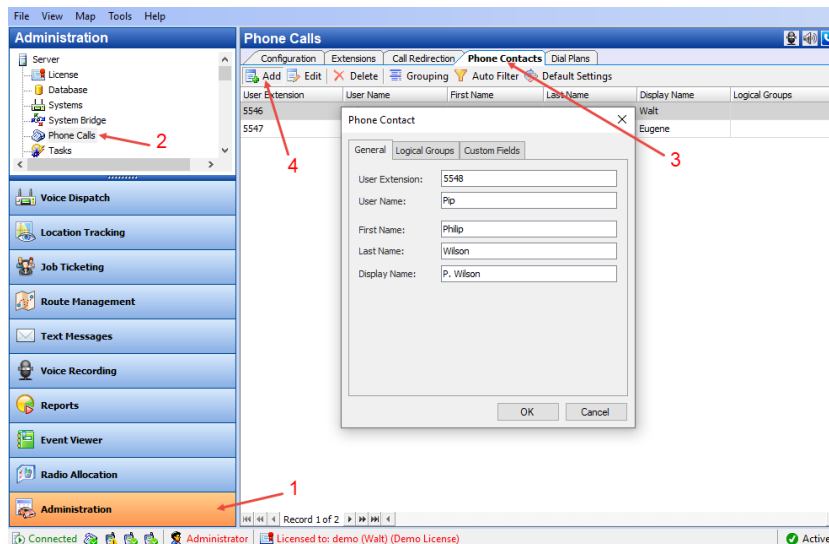 File View Map Tools Help
Administration
Phone Calls
Server
License
Database
Systems
System Bridge
Phone Calls
Tasks
2
Configuration Extensions Call Redirection Phone Contacts Dial Plans
Add Edit Delete Grouping Auto Filter Default Settings
User Extension User Name First Name Last Name Display Name Logical Groups
5546 Walt
5547 Eugene
4
3
Phone Contact
General Logical Groups Custom Fields
User Extension: 5548
User Name: Pip
First Name: Philip
Last Name: Wilson
Display Name: P. Wilson
OK Cancel
Voice Dispatch
Location Tracking
Job Ticketing
Route Management
Text Messages
Voice Recording
Reports
Event Viewer
Radio Allocation
Administration
1
Record 1 of 2
Connected Administrator Licensed to: demo (Walt) (Demo License) Active